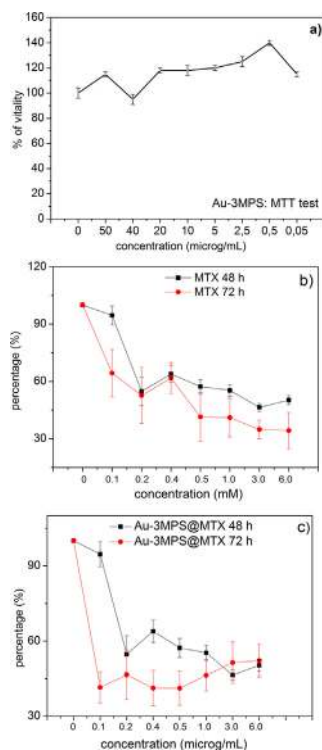 a)
160
140
120
100
80
60
40
20
0
% of vitality
Au-3MPS: MTT test
0 50 40 20 10 5 2,5 0,5 0,05
concentration (microg/mL)
b)
MTX 48 h
MTX 72 h
120
90
60
30
percentage (%)
0 0.1 0.2 0.4 0.5 1.0 3.0 6.0
concentration (mM)
c)
Au-3MPS@MTX 48 h
Au-3MPS@MTX 72 h
90
60
30
percentage (%)
0 0.1 0.2 0.4 0.5 1.0 3.0 6.0
concentration (microg/mL)